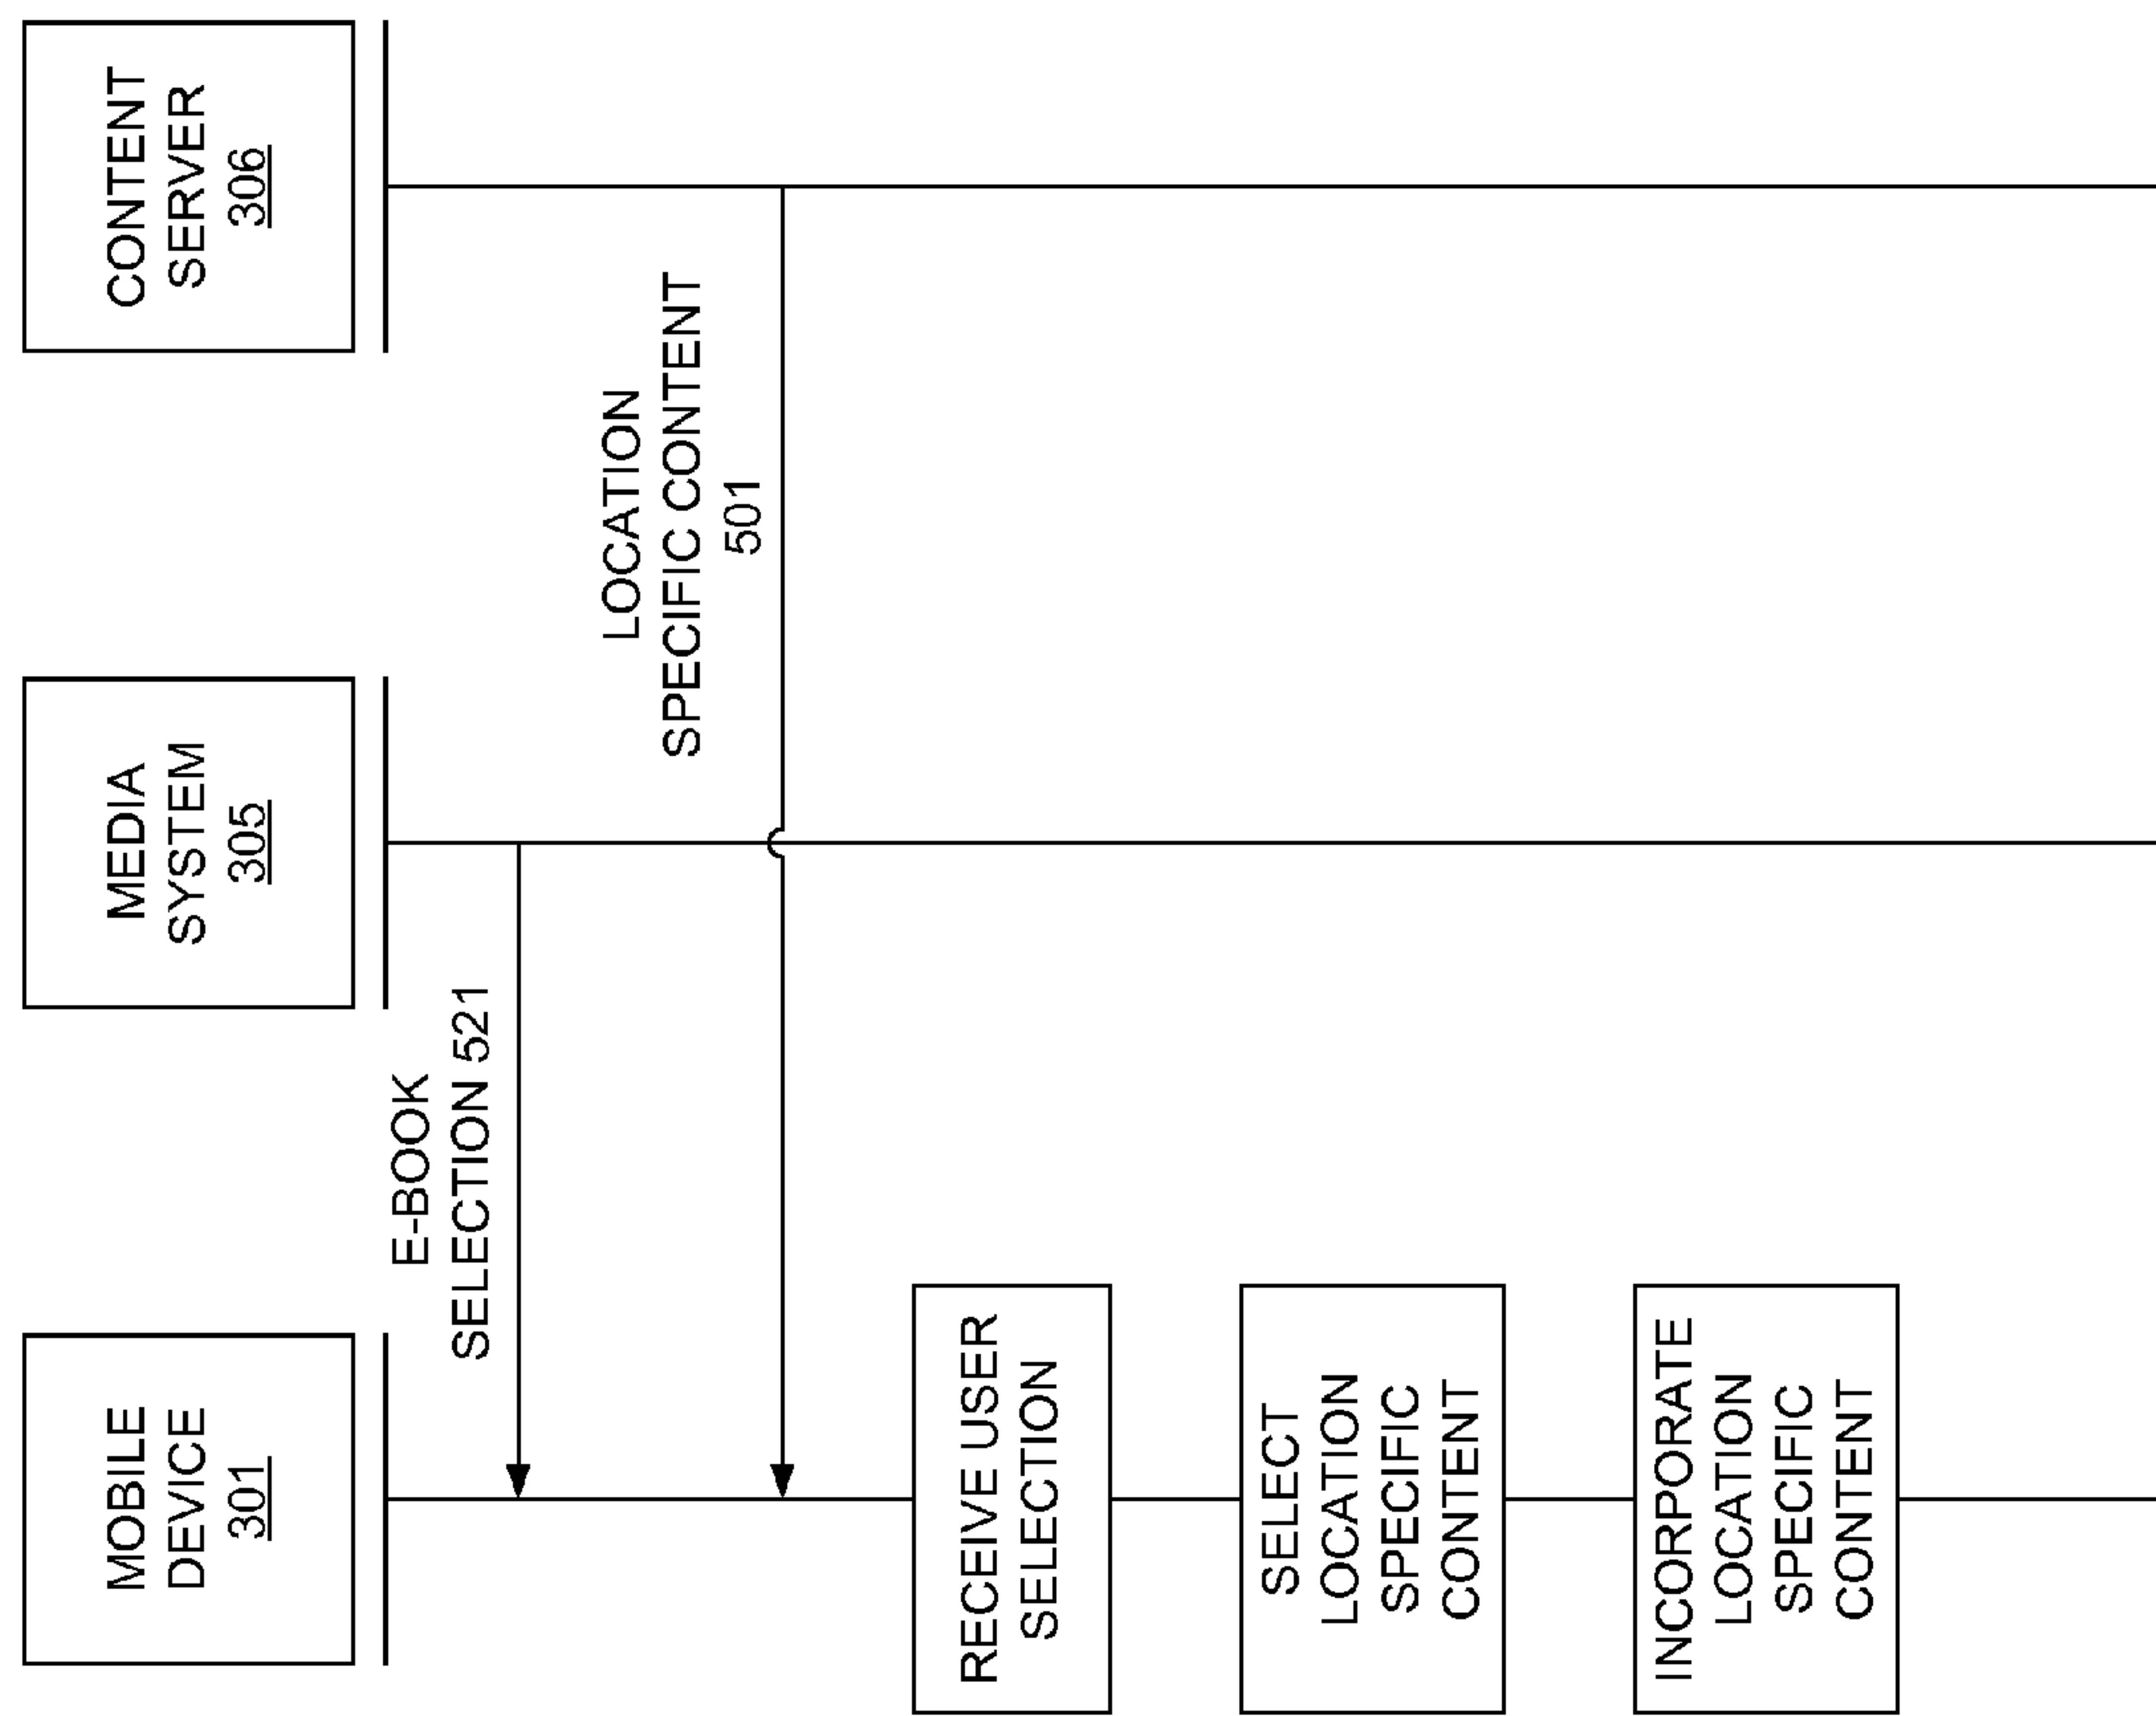 MOBILE
DEVICE
301
MEDIA
SYSTEM
305
CONTENT
SERVER
306
E-BOOK
SELECTION 521
LOCATION
SPECIFIC CONTENT
501
RECEIVE USER
SELECTION
SELECT
LOCATION
SPECIFIC
CONTENT
INCORPORATE
LOCATION
SPECIFIC
CONTENT